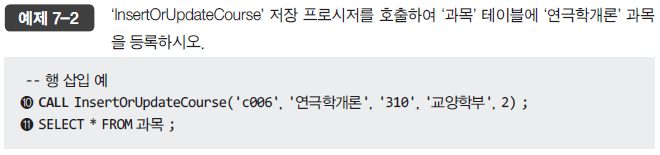 예제 7-2 'InsertOrUpdateCourse' 저장 프로시저를 호출하여 '과목' 테이블에 '연극학개론' 과목
을 등록하시오.
-- 행 삽입 예
❿ CALL InsertOrUpdateCourse('c006', '연극학개론', '310', '교양학부', 2) ;
⓫ SELECT * FROM 과목 ;